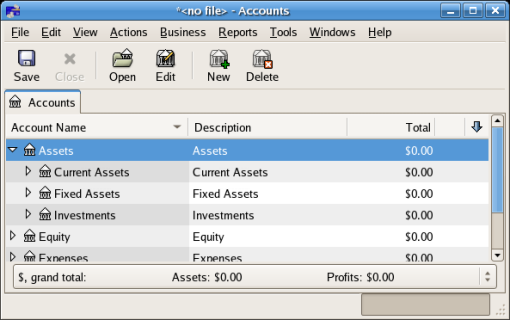 *<no file> - Accounts
File Edit View Actions Business Reports Tools Windows Help
Save Close Open Edit New Delete
Accounts
Account Name Description Total
Assets Assets $0.00
Current Assets Current Assets $0.00
Fixed Assets Fixed Assets $0.00
Investments Investments $0.00
Equity Equity $0.00
Expenses Expenses $0.00
$, grand total: Assets: $0.00 Profits: $0.00